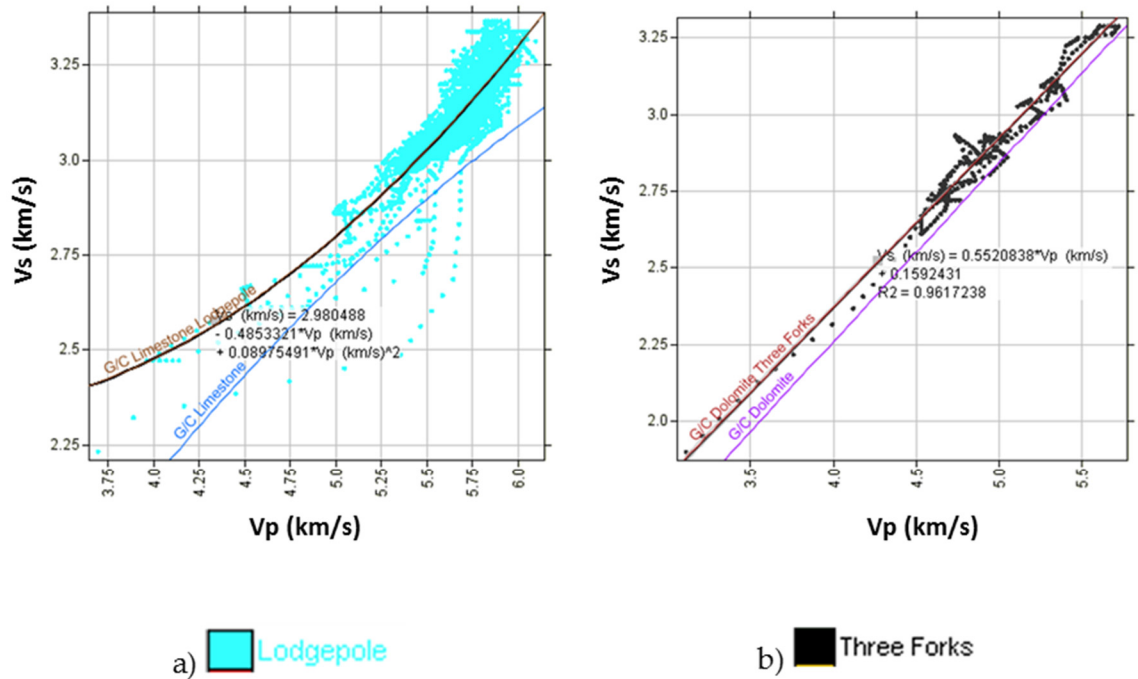 Vs (km/s)
3.25
3.0
2.75
2.5
2.25
G/C Limestone Lodgepole
(km/s) = 2.980488
- 0.4853321*Vp (km/s)
+ 0.08975491*Vp (km/s)^2
G/C Limestone
3.75
4.0
4.25
4.5
4.75
5.0
5.25
5.5
5.75
6.0
Vp (km/s)
a)
Lodgepole
Vs (km/s)
3.25
3.0
2.75
2.5
2.25
2.0
Vs (km/s) = 0.5520838*Vp (km/s)
+ 0.1592431
R2 = 0.9617238
G/C Dolomite Three Forks
G/C Dolomite
3.5
4.0
4.5
5.0
5.5
Vp (km/s)
b)
Three Forks